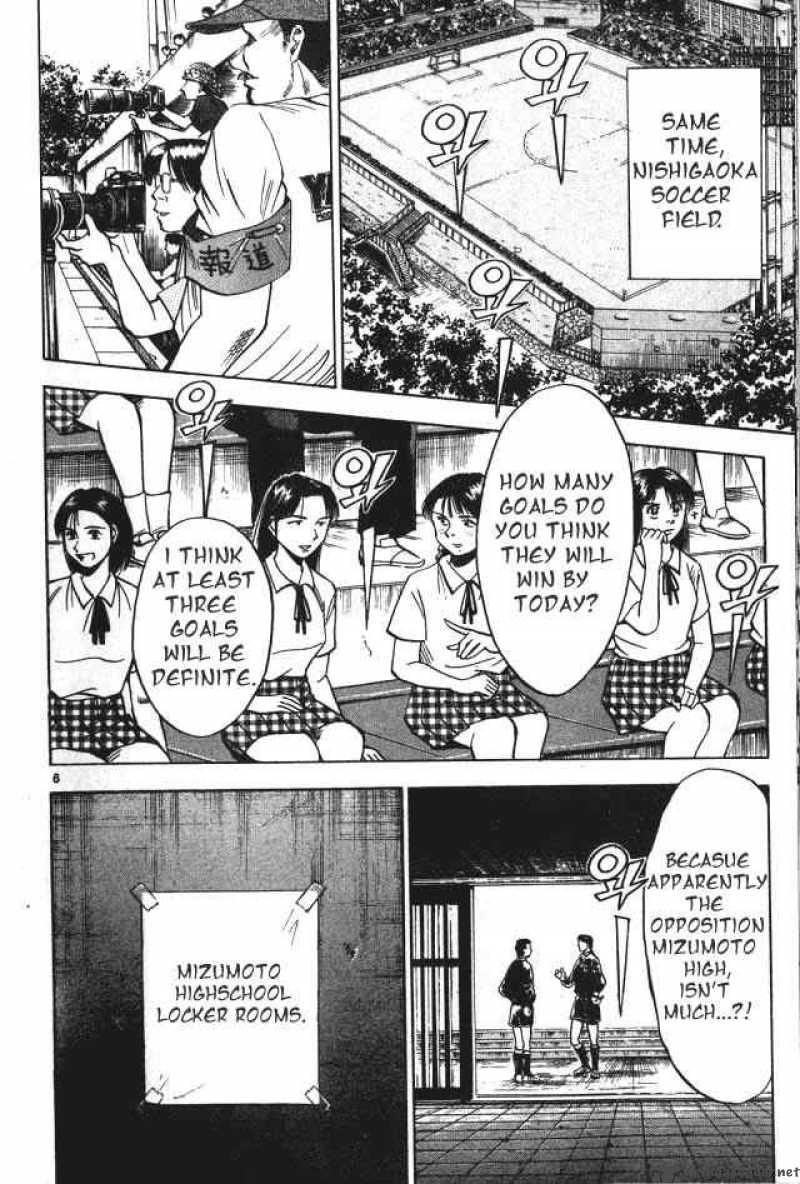 SAME
TIME,
NISHIGAOKA
SOCCER
FIELD.
와
와
와
報道
HOW MANY
GOALS DO
YOU THINK
THEY WILL
WIN BY
TODAY?
와
와
와
I THINK
AT LEAST
THREE
GOALS
WILL BE
DEFINITE.
6
BECASUE
APPARENTLY
THE
OPPOSITION
MIZUMOTO
HIGH,
ISN'T
MUCH...?!
와
MIZUMOTO
HIGHSCHOOL
LOCKER ROOMS.